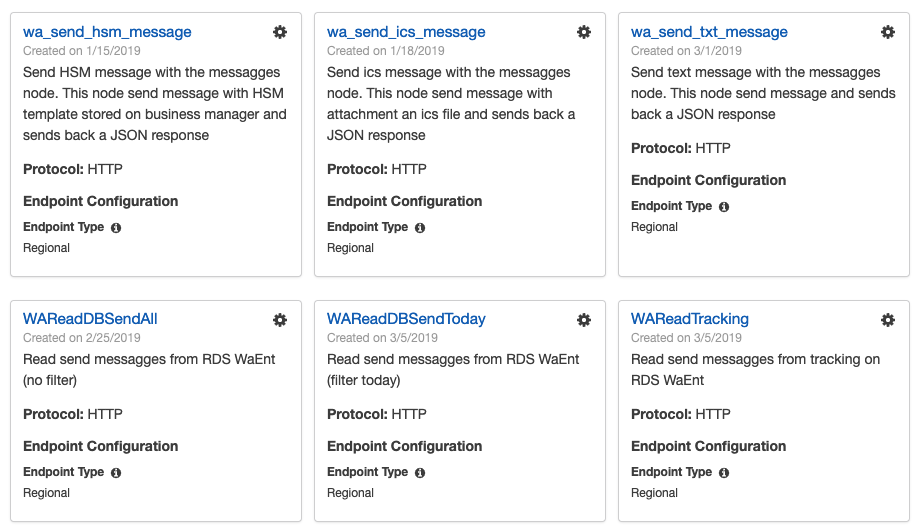 wa_send_hsm_message
Created on 1/15/2019
Send HSM message with the messagges
node. This node send message with HSM
template stored on business manager and
sends back a JSON response
Protocol: HTTP
Endpoint Configuration
Endpoint Type
Regional
wa_send_ics_message
Created on 1/18/2019
Send ics message with the messagges
node. This node send message with
attachment an ics file and sends back a
JSON response
Protocol: HTTP
Endpoint Configuration
Endpoint Type
Regional
wa_send_txt_message
Created on 3/1/2019
Send text message with the messagges
node. This node send message and sends
back a JSON response
Protocol: HTTP
Endpoint Configuration
Endpoint Type
Regional
WAReadDBSendAll
Created on 2/25/2019
Read send messagges from RDS WaEnt
(no filter)
Protocol: HTTP
Endpoint Configuration
Endpoint Type
Regional
WAReadDBSendToday
Created on 3/5/2019
Read send messagges from RDS WaEnt
(filter today)
Protocol: HTTP
Endpoint Configuration
Endpoint Type
Regional
WAReadTracking
Created on 3/5/2019
Read send messagges from tracking on
RDS WaEnt
Protocol: HTTP
Endpoint Configuration
Endpoint Type
Regional